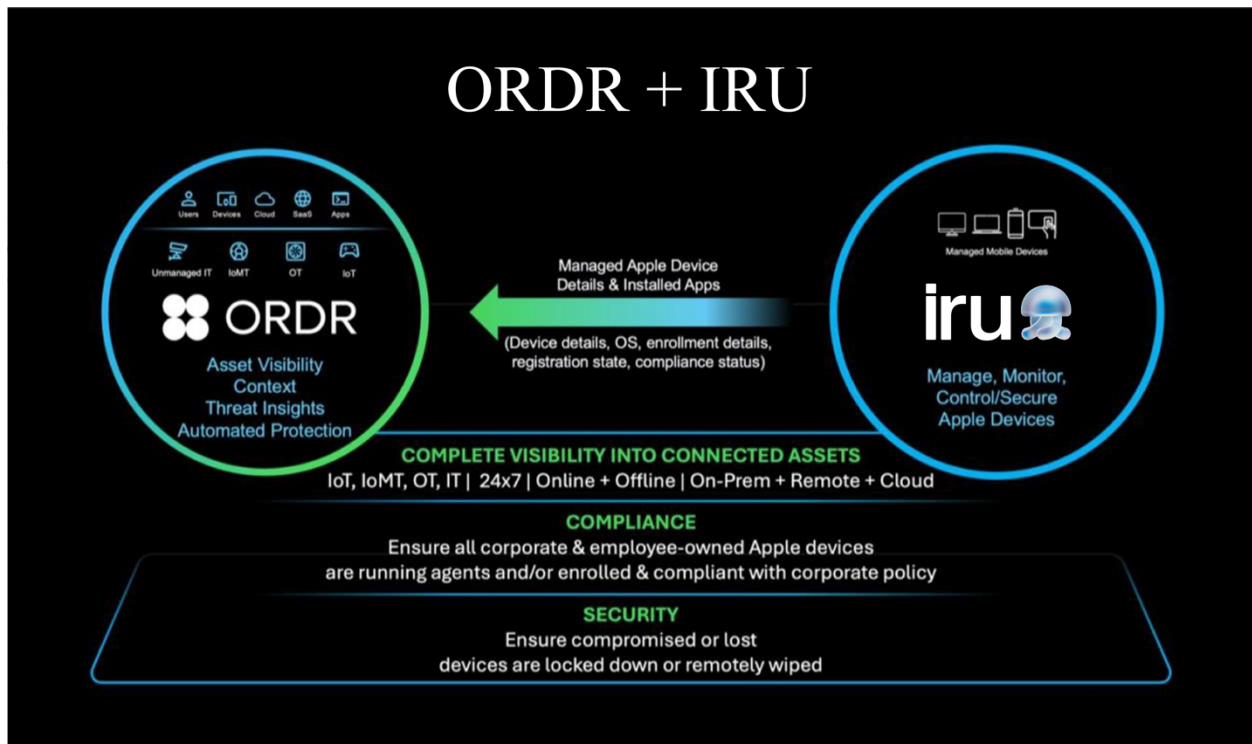 ORDR + IRU
Users Devices Cloud SaaS Apps
Unmanaged IT IoMT OT IoT
ORDR
Asset Visibility
Context
Threat Insights
Automated Protection
Managed Apple Device
Details & Installed Apps
(Device details, OS, enrollment details,
registration state, compliance status)
Managed Mobile Devices
iru
Manage, Monitor,
Control/Secure
Apple Devices
COMPLETE VISIBILITY INTO CONNECTED ASSETS
IoT, IoMT, OT, IT | 24x7 | Online + Offline | On-Prem + Remote + Cloud
COMPLIANCE
Ensure all corporate & employee-owned Apple devices
are running agents and/or enrolled & compliant with corporate policy
SECURITY
Ensure compromised or lost
devices are locked down or remotely wiped